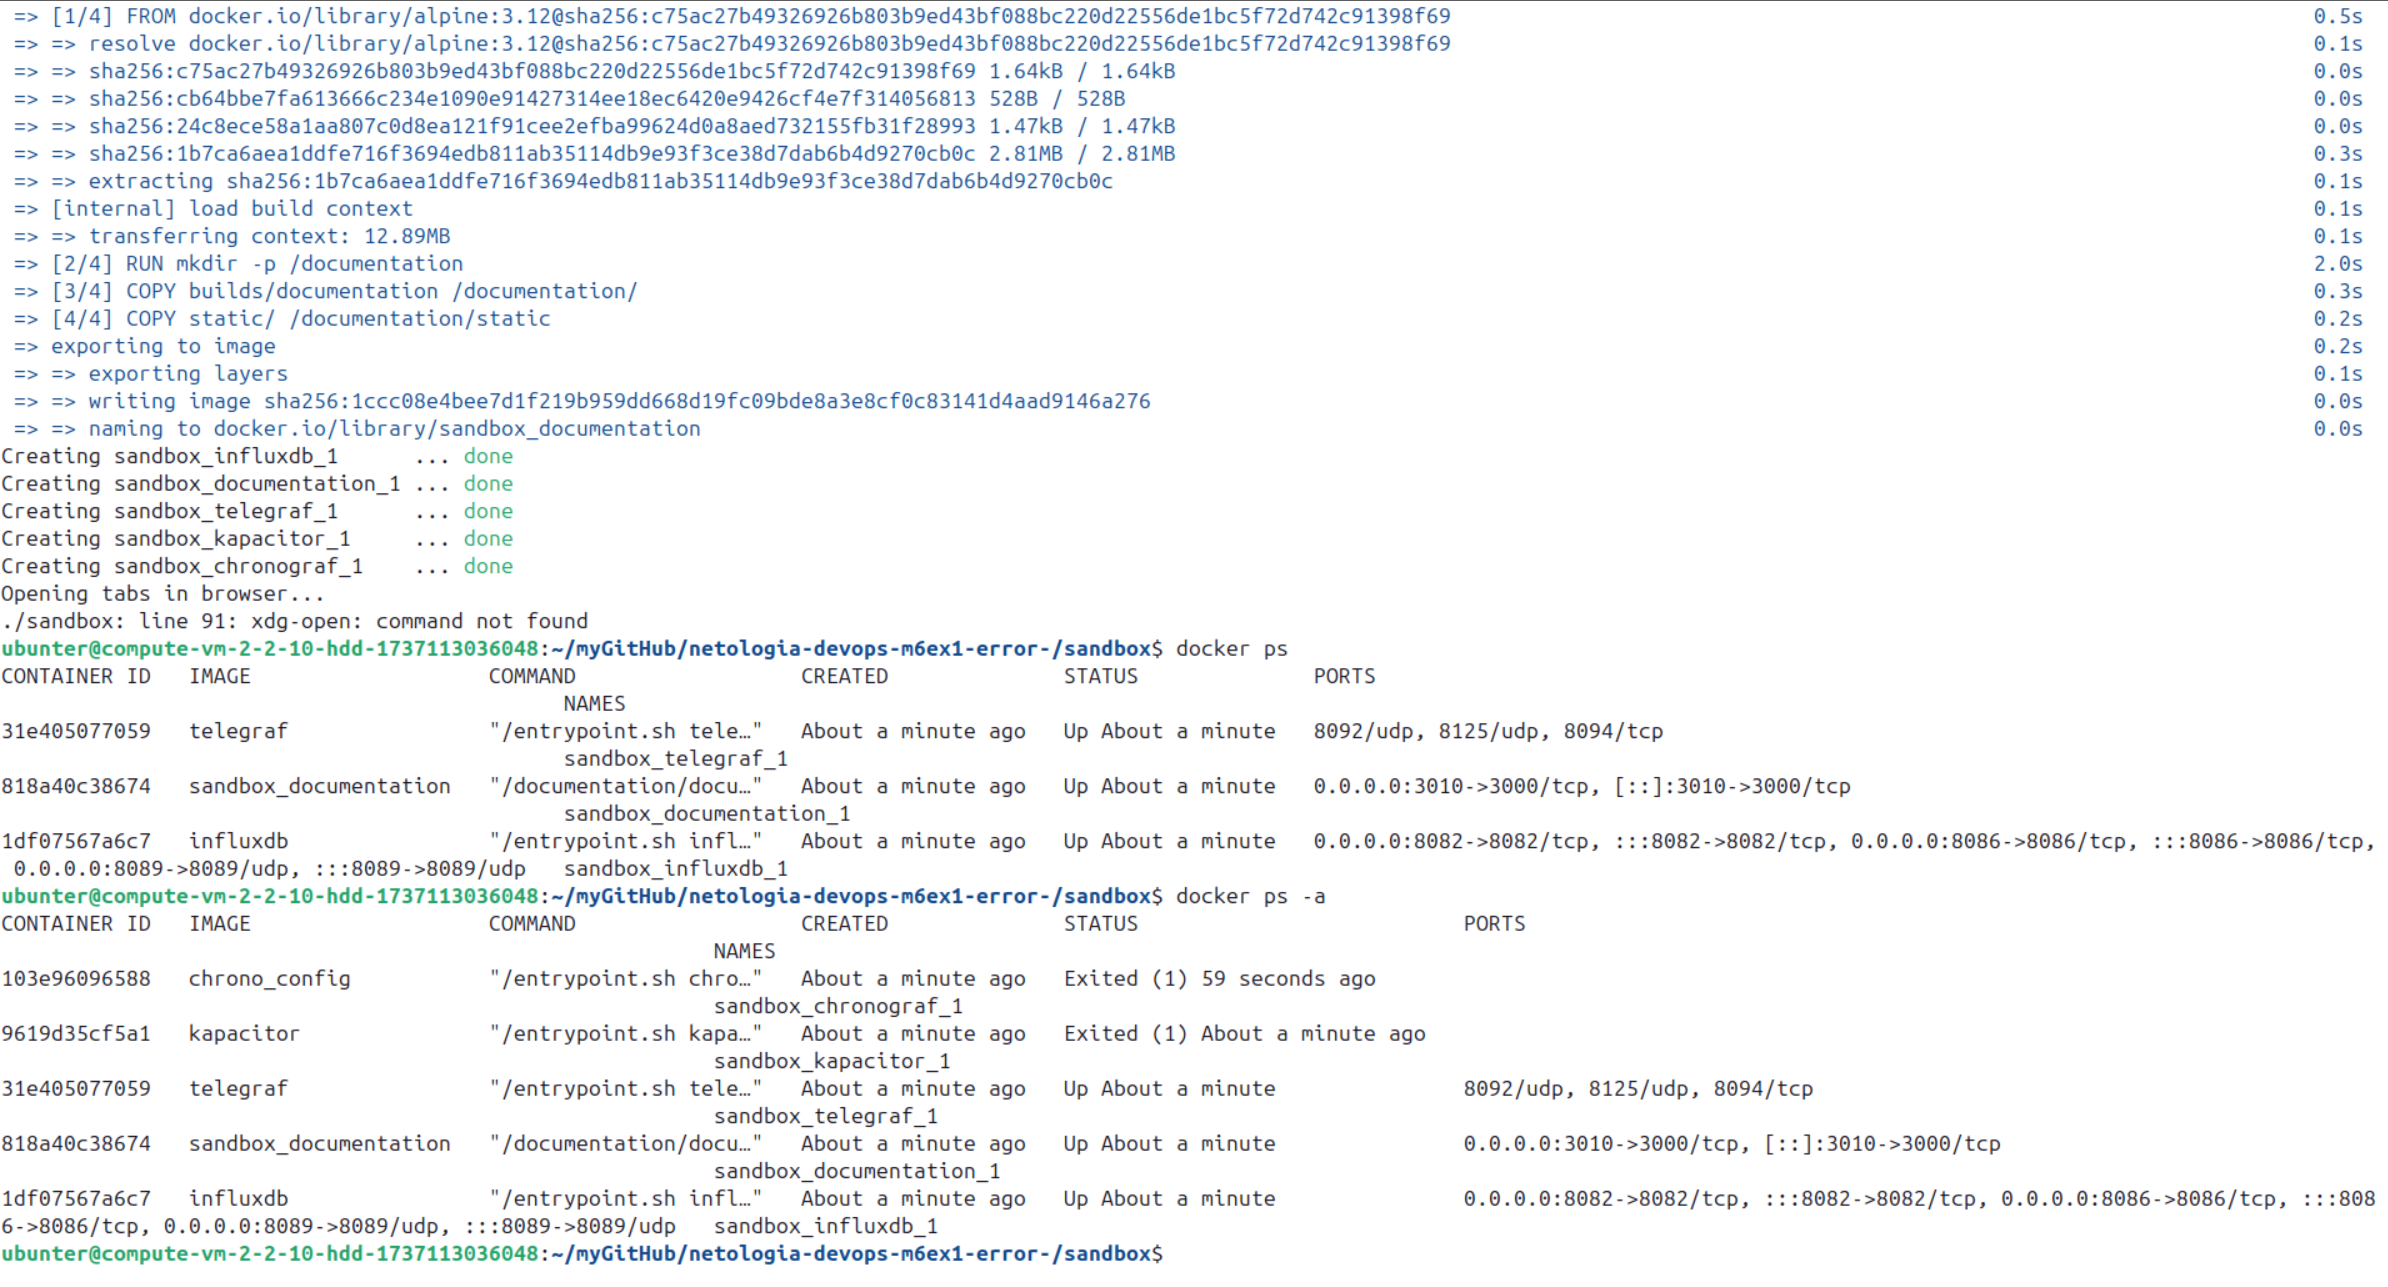 => [1/4] FROM docker.io/library/alpine:3.12@sha256:c75ac27b49326926b803b9ed43bf088bc220d22556de1bc5f72d742c91398f69 0.5s
=> => resolve docker.io/library/alpine:3.12@sha256:c75ac27b49326926b803b9ed43bf088bc220d22556de1bc5f72d742c91398f69 0.1s
=> => sha256:c75ac27b49326926b803b9ed43bf088bc220d22556de1bc5f72d742c91398f69 1.64kB / 1.64kB 0.0s
=> => sha256:cb64bbe7fa613666c234e1090e91427314ee18ec6420e9426cf4e7f314056813 528B / 528B 0.0s
=> => sha256:24c8ece58a1aa807c0d8ea121f91cee2efba99624d0a8aed732155fb31f28993 1.47kB / 1.47kB 0.0s
=> => sha256:1b7ca6aea1ddfe716f3694edb811ab35114db9e93f3ce38d7dab6b4d9270cb0c 2.81MB / 2.81MB 0.3s
=> => extracting sha256:1b7ca6aea1ddfe716f3694edb811ab35114db9e93f3ce38d7dab6b4d9270cb0c 0.1s
=> [internal] load build context 0.1s
=> => transferring context: 12.89MB 0.1s
=> [2/4] RUN mkdir -p /documentation 2.0s
=> [3/4] COPY builds/documentation /documentation/ 0.3s
=> [4/4] COPY static/ /documentation/static 0.2s
=> exporting to image 0.2s
=> => exporting layers 0.1s
=> => writing image sha256:1ccc08e4bee7d1f219b959dd668d19fc09bde8a3e8cf0c83141d4aad9146a276 0.0s
=> => naming to docker.io/library/sandbox_documentation 0.0s
Creating sandbox_influxdb_1 ... done
Creating sandbox_documentation_1 ... done
Creating sandbox_telegraf_1 ... done
Creating sandbox_kapacitor_1 ... done
Creating sandbox_chronograf_1 ... done
Opening tabs in browser...
./sandbox: line 91: xdg-open: command not found
ubunter@compute-vm-2-2-10-hdd-1737113036048:~/myGitHub/netologia-devops-m6ex1-error-/sandbox$ docker ps
CONTAINER ID IMAGE COMMAND CREATED STATUS PORTS
NAMES
31e405077059 telegraf "/entrypoint.sh tele…" About a minute ago Up About a minute 8092/udp, 8125/udp, 8094/tcp
sandbox_telegraf_1
818a40c38674 sandbox_documentation "/documentation/docu…" About a minute ago Up About a minute 0.0.0.0:3010->3000/tcp, [::]:3010->3000/tcp
sandbox_documentation_1
1df07567a6c7 influxdb "/entrypoint.sh infl…" About a minute ago Up About a minute 0.0.0.0:8082->8082/tcp, :::8082->8082/tcp, 0.0.0.0:8086->8086/tcp, :::8086->8086/tcp,
0.0.0.0:8089->8089/udp, :::8089->8089/udp sandbox_influxdb_1
ubunter@compute-vm-2-2-10-hdd-1737113036048:~/myGitHub/netologia-devops-m6ex1-error-/sandbox$ docker ps -a
CONTAINER ID IMAGE COMMAND CREATED STATUS PORTS
NAMES
103e96096588 chrono_config "/entrypoint.sh chro…" About a minute ago Exited (1) 59 seconds ago
sandbox_chronograf_1
9619d35cf5a1 kapacitor "/entrypoint.sh kapa…" About a minute ago Exited (1) About a minute ago
sandbox_kapacitor_1
31e405077059 telegraf "/entrypoint.sh tele…" About a minute ago Up About a minute 8092/udp, 8125/udp, 8094/tcp
sandbox_telegraf_1
818a40c38674 sandbox_documentation "/documentation/docu…" About a minute ago Up About a minute 0.0.0.0:3010->3000/tcp, [::]:3010->3000/tcp
sandbox_documentation_1
1df07567a6c7 influxdb "/entrypoint.sh infl…" About a minute ago Up About a minute 0.0.0.0:8082->8082/tcp, :::8082->8082/tcp, 0.0.0.0:8086->8086/tcp, :::808
6->8086/tcp, 0.0.0.0:8089->8089/udp, :::8089->8089/udp sandbox_influxdb_1
ubunter@compute-vm-2-2-10-hdd-1737113036048:~/myGitHub/netologia-devops-m6ex1-error-/sandbox$